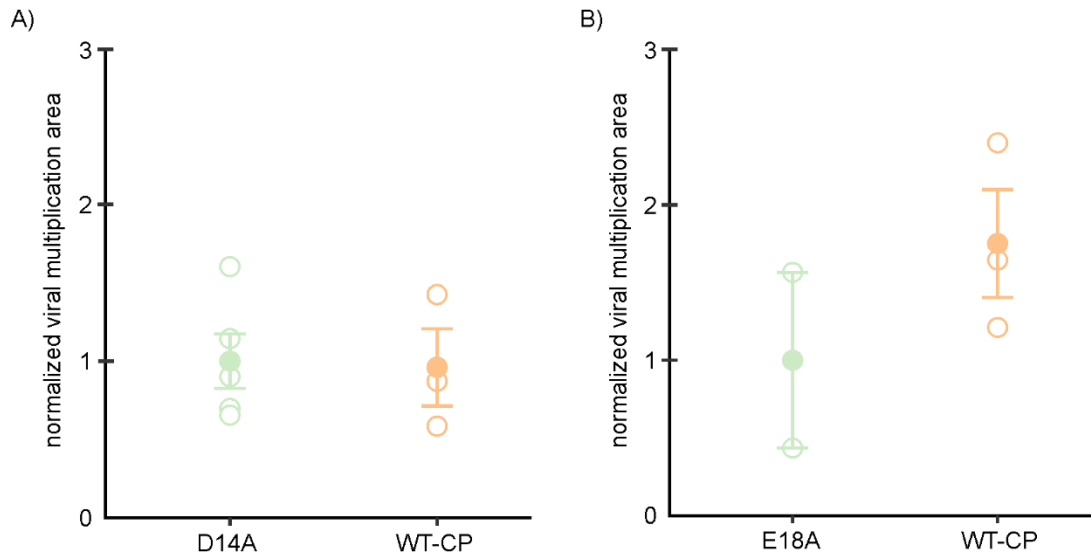 A)
normalized viral multiplication area
3
2
1
0
D14A
WT-CP
B)
normalized viral multiplication area
3
2
1
0
E18A
WT-CP